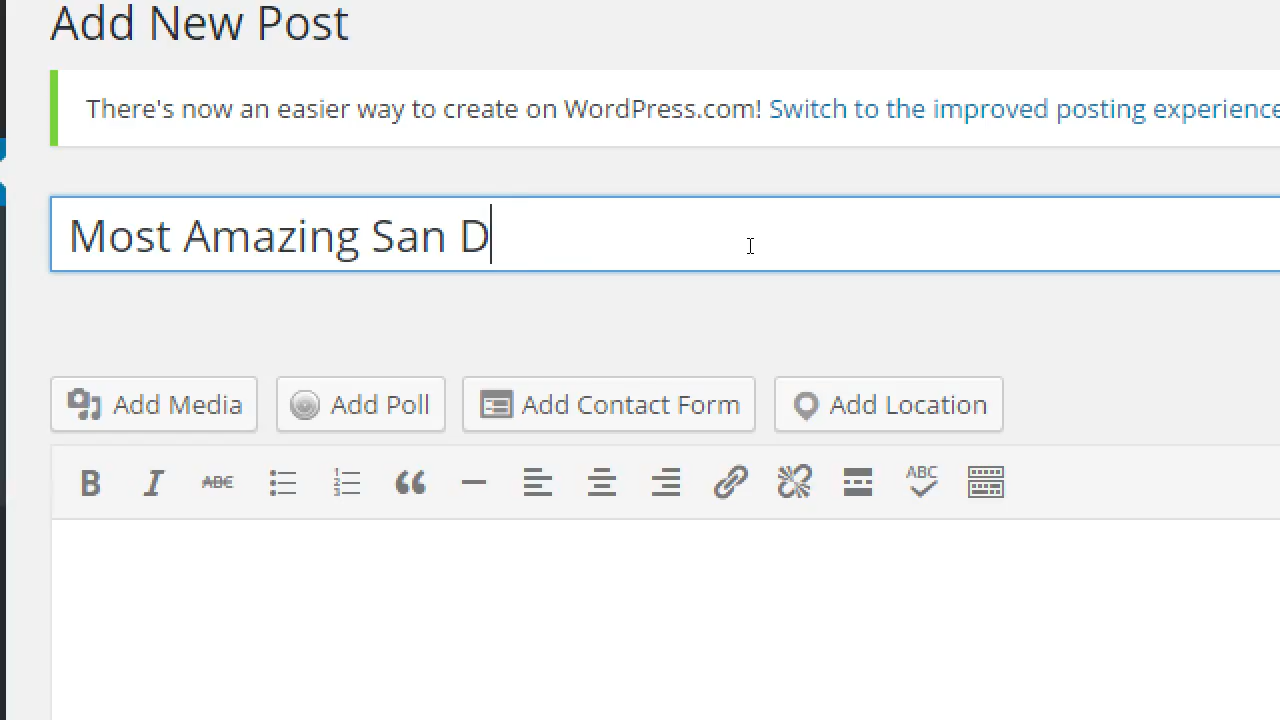 Add New Post
There's now an easier way to create on WordPress.com! Switch to the improved posting experience
Most Amazing San D
Add Media Add Poll Add Contact Form Add Location
B I ABC ABC